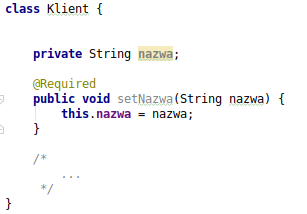 class Klient {
private String nazwa;
@Required
public void setNazwa(String nazwa) {
this.nazwa = nazwa;
}
/*
...
*/
}